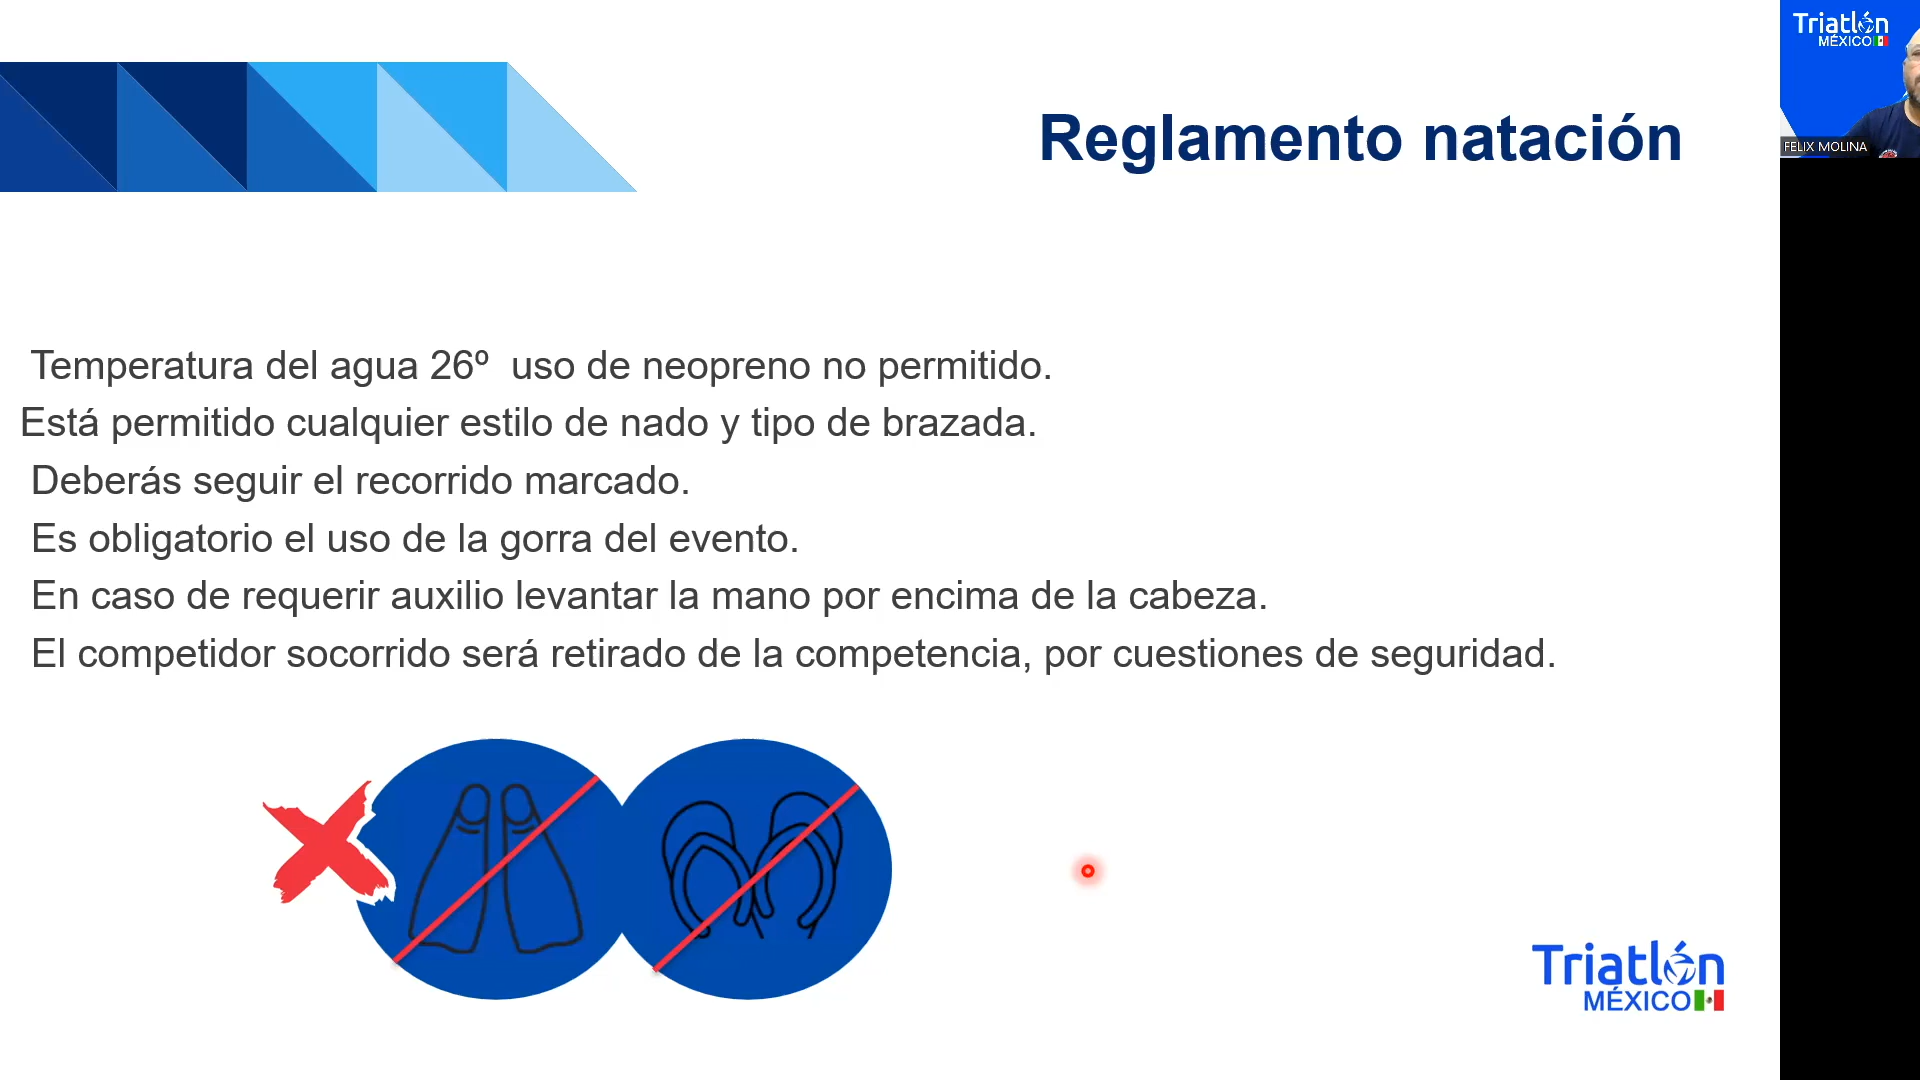 Reglamento natación
Temperatura del agua 26º  uso de neopreno no permitido.
Está permitido cualquier estilo de nado y tipo de brazada.
Deberás seguir el recorrido marcado.
Es obligatorio el uso de la gorra del evento.
En caso de requerir auxilio levantar la mano por encima de la cabeza.
El competidor socorrido será retirado de la competencia, por cuestiones de seguridad.
Triatlón
MÉXICO
Triatlón
MÉXICO
FELIX MOLINA